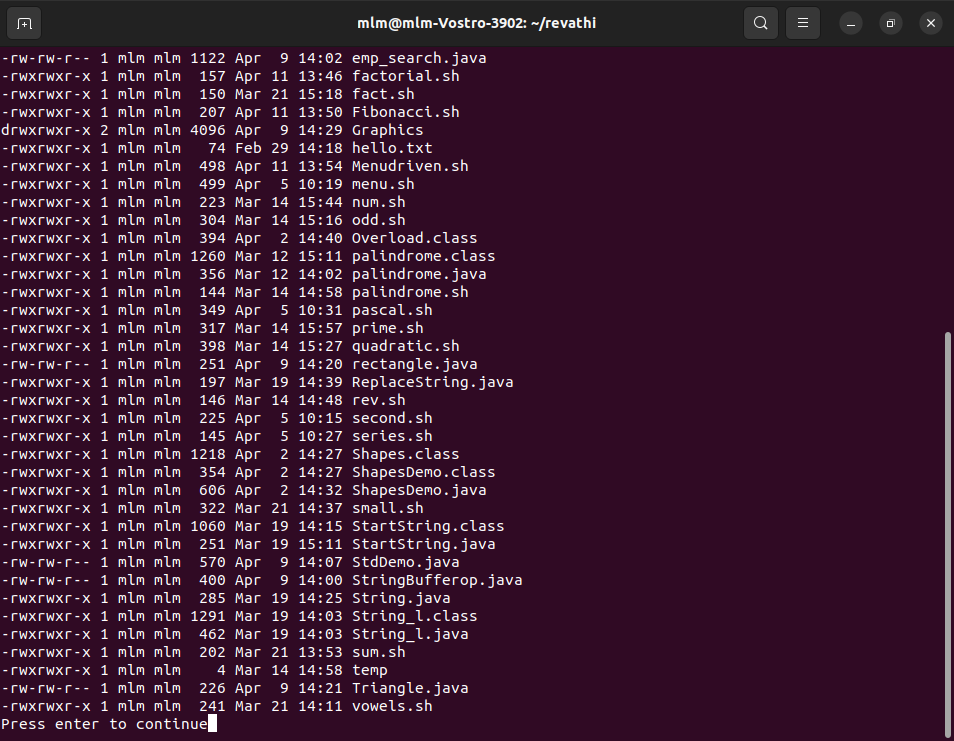 mlm@mlm-Vostro-3902: ~/revathi
-rw-rw-r-- 1 mlm mlm 1122 Apr  9 14:02 emp_search.java
-rwxrwxr-x 1 mlm mlm  157 Apr 11 13:46 factorial.sh
-rwxrwxr-x 1 mlm mlm  150 Mar 21 15:18 fact.sh
-rwxrwxr-x 1 mlm mlm  207 Apr 11 13:50 Fibonacci.sh
drwxrwxr-x 2 mlm mlm 4096 Apr  9 14:29 Graphics
-rwxrwxr-x 1 mlm mlm   74 Feb 29 14:18 hello.txt
-rwxrwxr-x 1 mlm mlm  498 Apr 11 13:54 Menudriven.sh
-rwxrwxr-x 1 mlm mlm  499 Apr  5 10:19 menu.sh
-rwxrwxr-x 1 mlm mlm  223 Mar 14 15:44 num.sh
-rwxrwxr-x 1 mlm mlm  304 Mar 14 15:16 odd.sh
-rwxrwxr-x 1 mlm mlm  394 Apr  2 14:40 Overload.class
-rwxrwxr-x 1 mlm mlm 1260 Mar 12 15:11 palindrome.class
-rwxrwxr-x 1 mlm mlm  356 Mar 12 14:02 palindrome.java
-rwxrwxr-x 1 mlm mlm  144 Mar 14 14:58 palindrome.sh
-rwxrwxr-x 1 mlm mlm  349 Apr  5 10:31 pascal.sh
-rwxrwxr-x 1 mlm mlm  317 Mar 14 15:57 prime.sh
-rwxrwxr-x 1 mlm mlm  398 Mar 14 15:27 quadratic.sh
-rw-rw-r-- 1 mlm mlm  251 Apr  9 14:20 rectangle.java
-rwxrwxr-x 1 mlm mlm  197 Mar 19 14:39 ReplaceString.java
-rwxrwxr-x 1 mlm mlm  146 Mar 14 14:48 rev.sh
-rwxrwxr-x 1 mlm mlm  225 Apr  5 10:15 second.sh
-rwxrwxr-x 1 mlm mlm  145 Apr  5 10:27 series.sh
-rwxrwxr-x 1 mlm mlm 1218 Apr  2 14:27 Shapes.class
-rwxrwxr-x 1 mlm mlm  354 Apr  2 14:27 ShapesDemo.class
-rwxrwxr-x 1 mlm mlm  606 Apr  2 14:32 ShapesDemo.java
-rwxrwxr-x 1 mlm mlm  322 Mar 21 14:37 small.sh
-rwxrwxr-x 1 mlm mlm 1060 Mar 19 14:15 StartString.class
-rwxrwxr-x 1 mlm mlm  251 Mar 19 15:11 StartString.java
-rw-rw-r-- 1 mlm mlm  570 Apr  9 14:07 StdDemo.java
-rw-rw-r-- 1 mlm mlm  400 Apr  9 14:00 StringBufferop.java
-rwxrwxr-x 1 mlm mlm  285 Mar 19 14:25 String.java
-rwxrwxr-x 1 mlm mlm 1291 Mar 19 14:03 String_l.class
-rwxrwxr-x 1 mlm mlm  462 Mar 19 14:03 String_l.java
-rwxrwxr-x 1 mlm mlm  202 Mar 21 13:53 sum.sh
-rwxrwxr-x 1 mlm mlm    4 Mar 14 14:58 temp
-rw-rw-r-- 1 mlm mlm  226 Apr  9 14:21 Triangle.java
-rwxrwxr-x 1 mlm mlm  241 Mar 21 14:11 vowels.sh
Press enter to continue